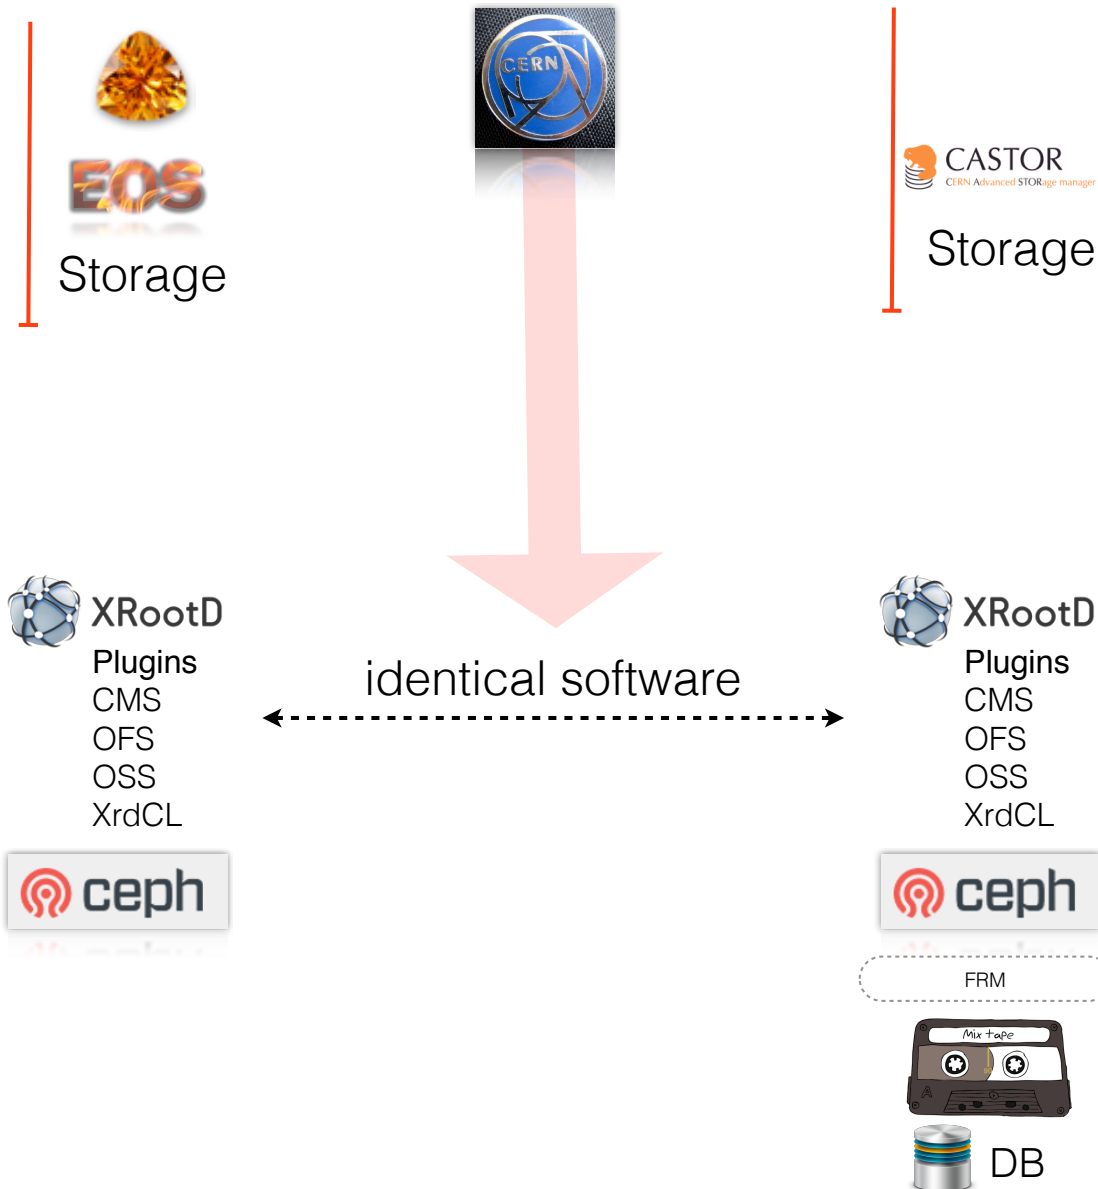 CERN
EOS
Storage
CASTOR
CERN Advanced STORage manager
Storage
XRootD
Plugins
CMS
OFS
OSS
XrdCL
ceph
identical software
XRootD
Plugins
CMS
OFS
OSS
XrdCL
ceph
FRM
Mix tape
A
DB